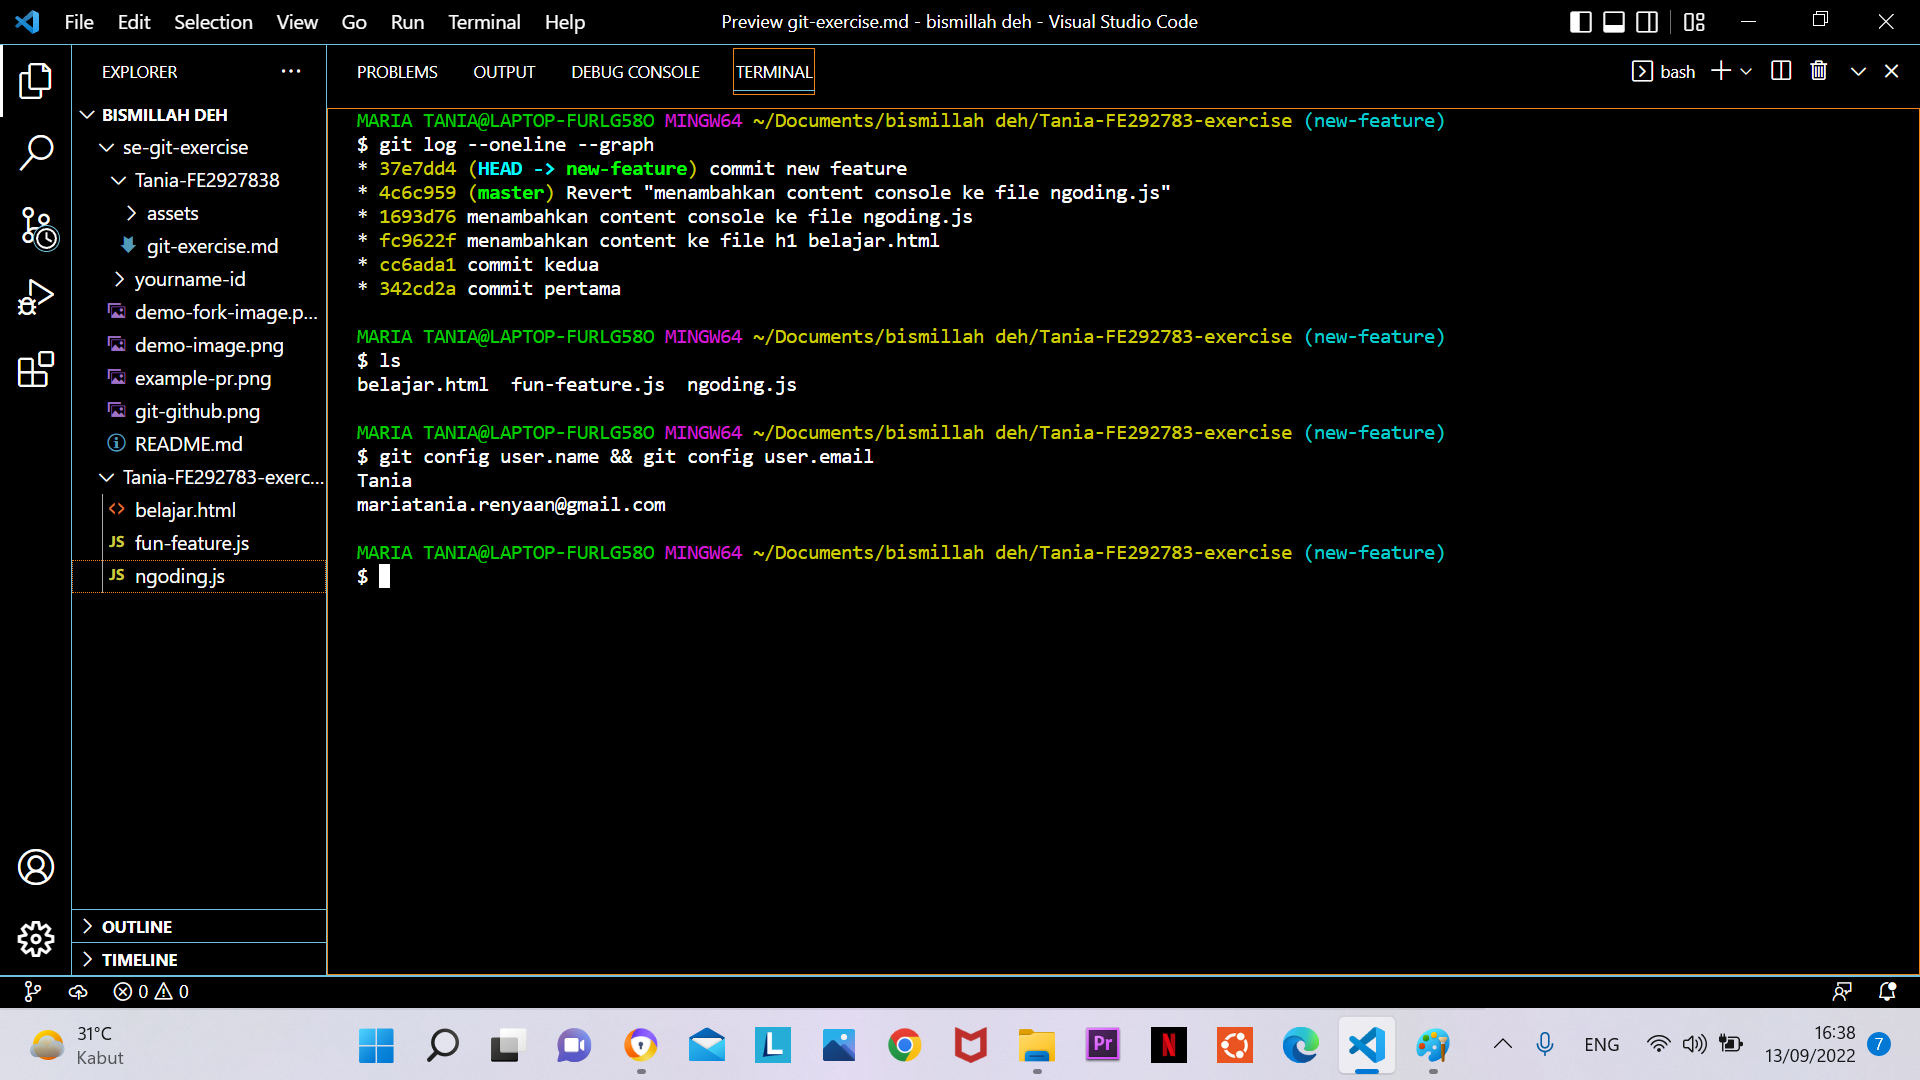 File Edit Selection View Go Run Terminal Help
Preview git-exercise.md - bismillah deh - Visual Studio Code
EXPLORER
BISMILLAH DEH
se-git-exercise
Tania-FE2927838
assets
git-exercise.md
yourname-id
demo-fork-image.p...
demo-image.png
example-pr.png
git-github.png
README.md
Tania-FE292783-exerc...
belajar.html
JS fun-feature.js
JS ngoding.js
OUTLINE
TIMELINE
PROBLEMS OUTPUT DEBUG CONSOLE TERMINAL
bash
MARIA TANIA@LAPTOP-FURLG58O MINGW64 ~/Documents/bismillah deh/Tania-FE292783-exercise (new-feature)
$ git log --oneline --graph
* 37e7dd4 (HEAD -> new-feature) commit new feature
* 4c6c959 (master) Revert "menambahkan content console ke file ngoding.js"
* 1693d76 menambahkan content console ke file ngoding.js
* fc9622f menambahkan content ke file h1 belajar.html
* cc6ada1 commit kedua
* 342cd2a commit pertama
MARIA TANIA@LAPTOP-FURLG58O MINGW64 ~/Documents/bismillah deh/Tania-FE292783-exercise (new-feature)
$ ls
belajar.html fun-feature.js ngoding.js
MARIA TANIA@LAPTOP-FURLG58O MINGW64 ~/Documents/bismillah deh/Tania-FE292783-exercise (new-feature)
$ git config user.name && git config user.email
Tania
mariatania.renyaan@gmail.com
MARIA TANIA@LAPTOP-FURLG58O MINGW64 ~/Documents/bismillah deh/Tania-FE292783-exercise (new-feature)
$
0 0
31°C
Kabut
L
Pr
N
ENG
16:38
13/09/2022
7